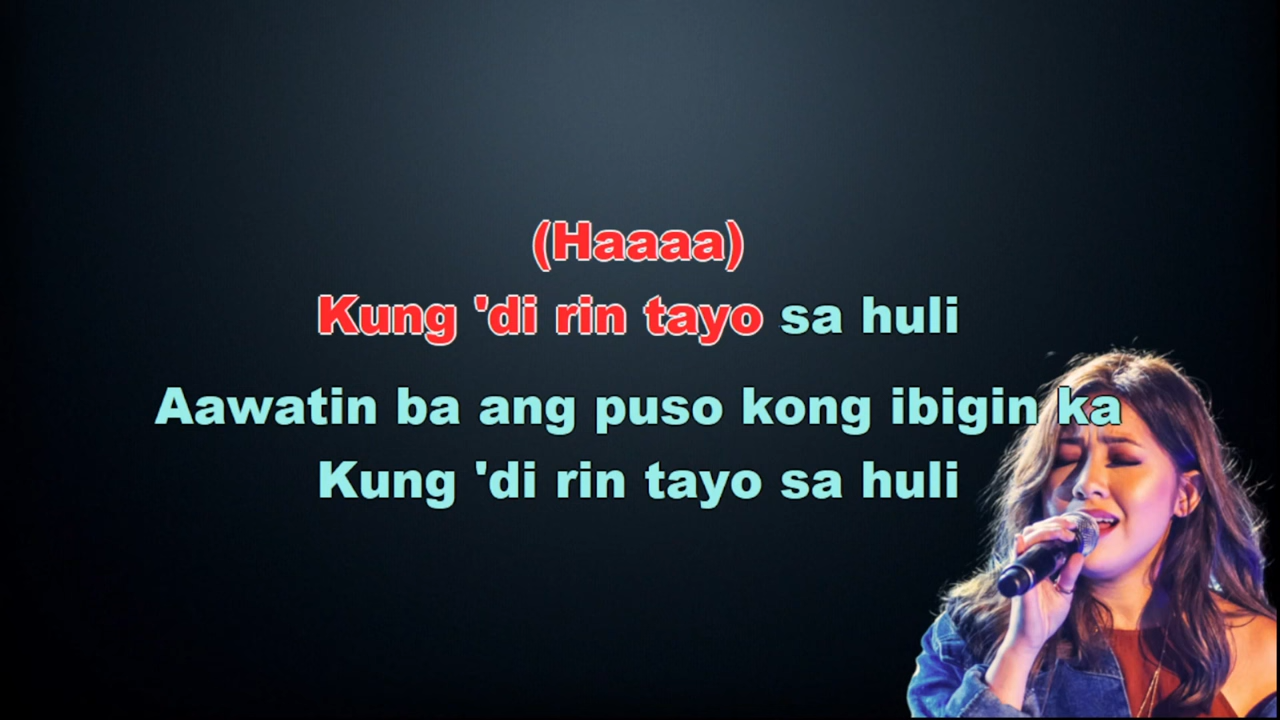 (Haaaa)
Kung 'di rin tayo sa huli
Aawatin ba ang puso kong ibigin ka
Kung 'di rin tayo sa huli